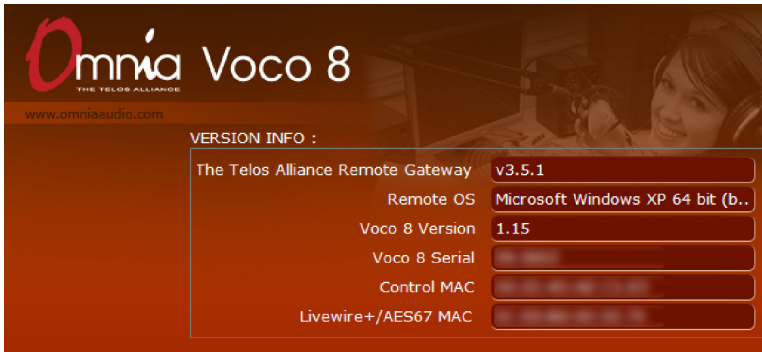 Omnia Voco 8
THE TELOS ALLIANCE
www.omniaaudio.com
VERSION INFO :
The Telos Alliance Remote Gateway v3.5.1
Remote OS Microsoft Windows XP 64 bit (b..
Voco 8 Version 1.15
Voco 8 Serial
Control MAC
Livewire+/AES67 MAC